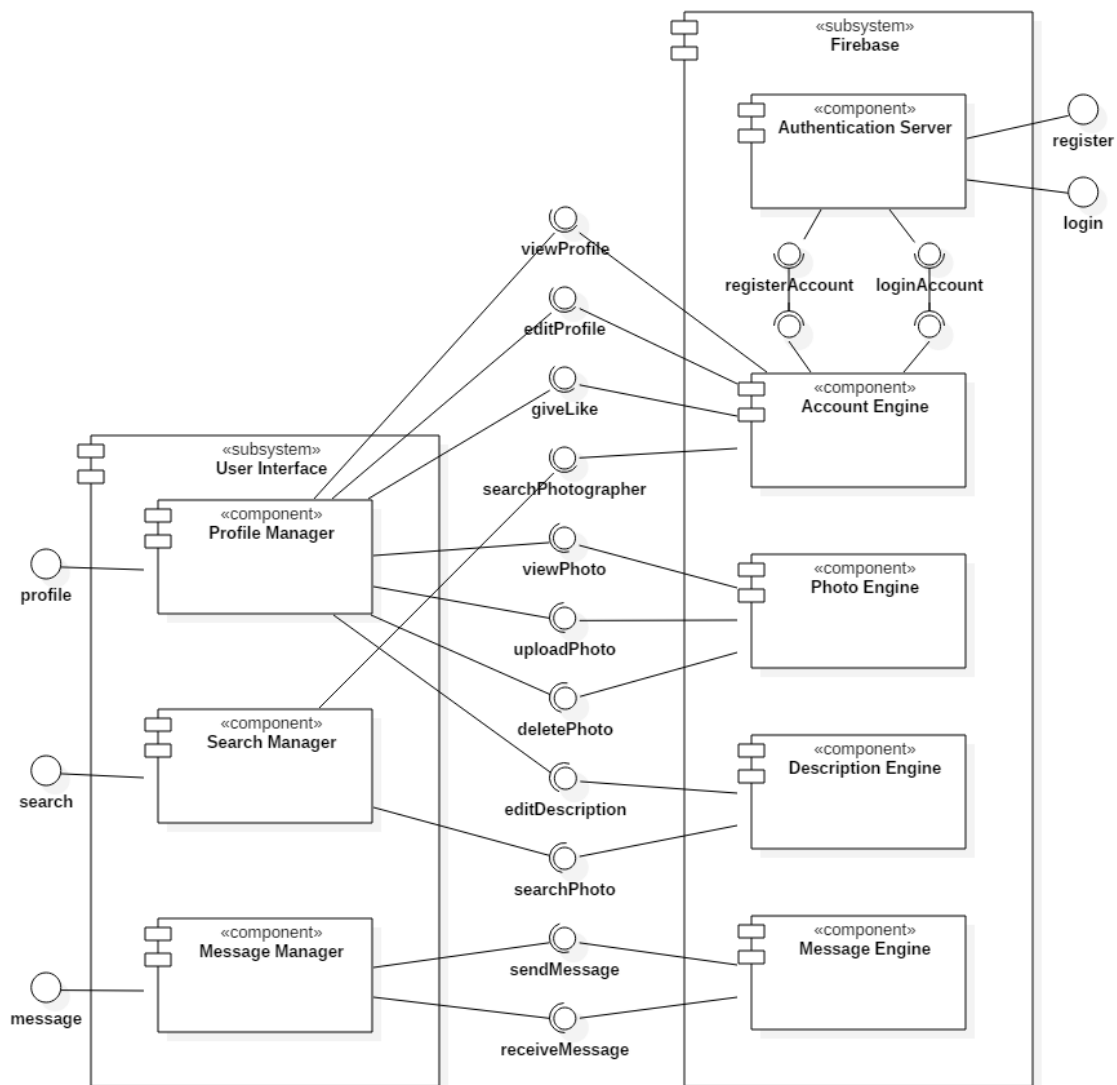 «subsystem»
Firebase
«component»
Authentication Server
register
login
viewProfile
registerAccount
loginAccount
editProfile
«component»
Account Engine
giveLike
«subsystem»
User Interface
searchPhotographer
«component»
Profile Manager
viewPhoto
«component»
Photo Engine
profile
uploadPhoto
deletePhoto
«component»
Search Manager
«component»
Description Engine
search
editDescription
searchPhoto
«component»
Message Manager
«component»
Message Engine
sendMessage
message
receiveMessage